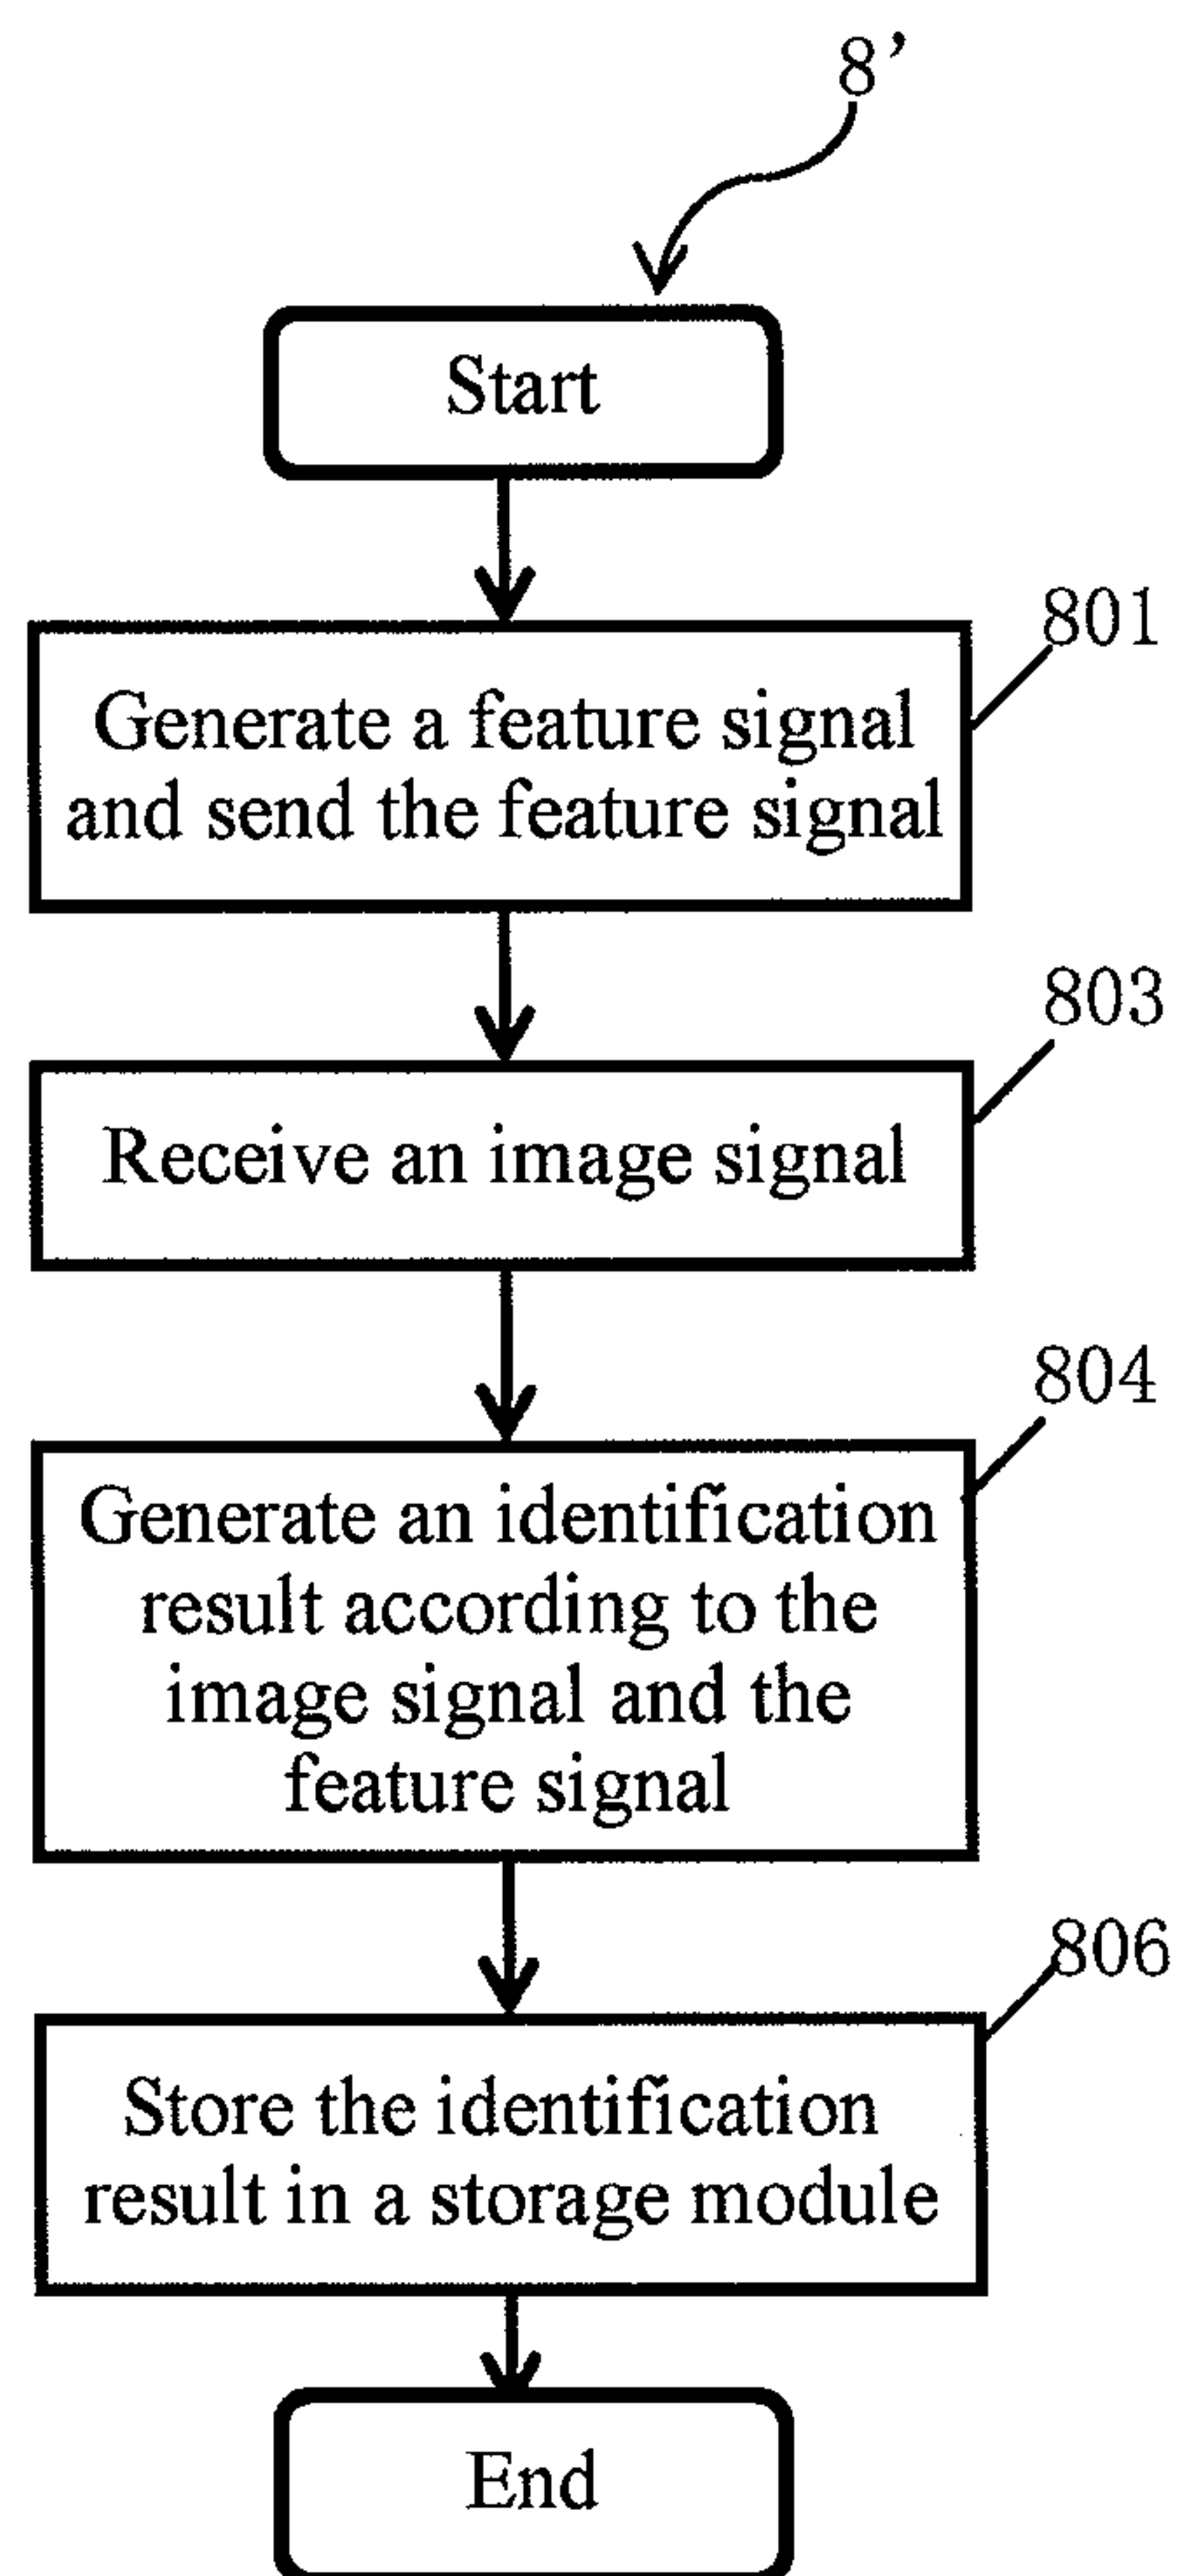 8’
Start
801
Generate a feature signal
and send the feature signal
803
Receive an image signal
804
Generate an identification
result according to the
image signal and the
feature signal
806
Store the identification
result in a storage module
End